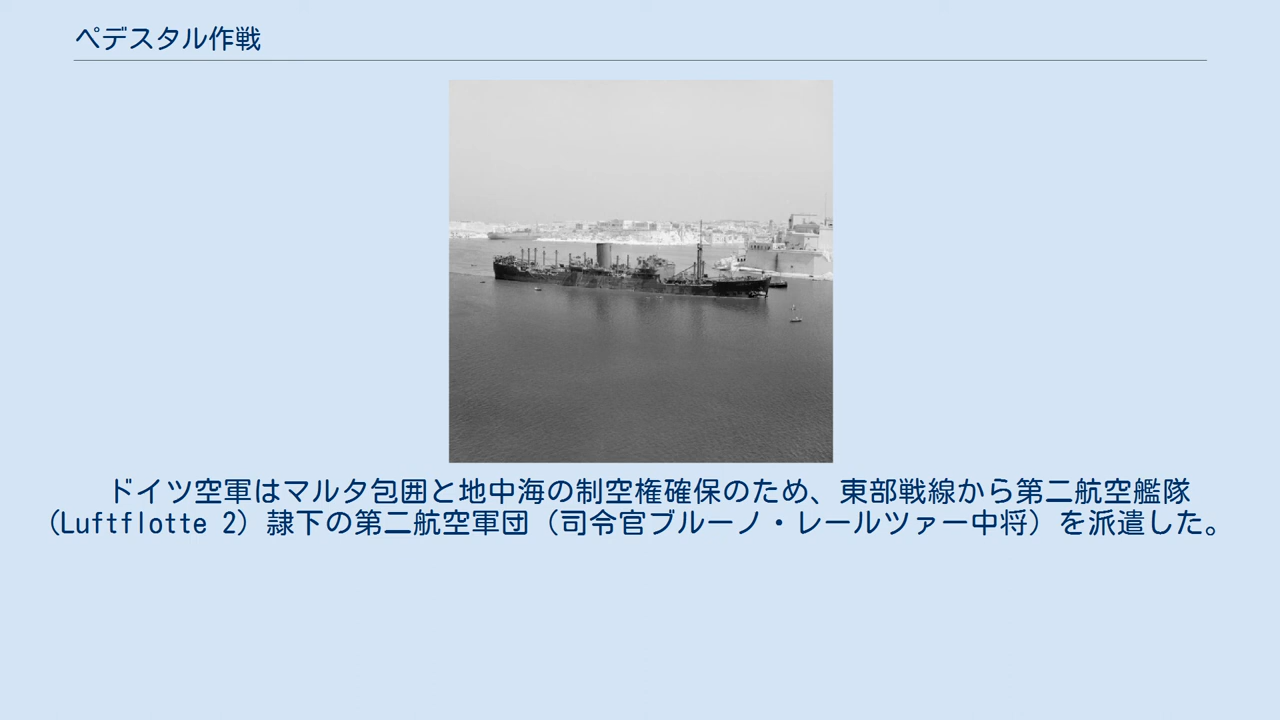 ペデスタル作戦
ドイツ空軍はマルタ包囲と地中海の制空権確保のため、東部戦線から第二航空艦隊
（Luftflotte 2）隷下の第二航空軍団（司令官ブルーノ・レールツァー中将）を派遣した。